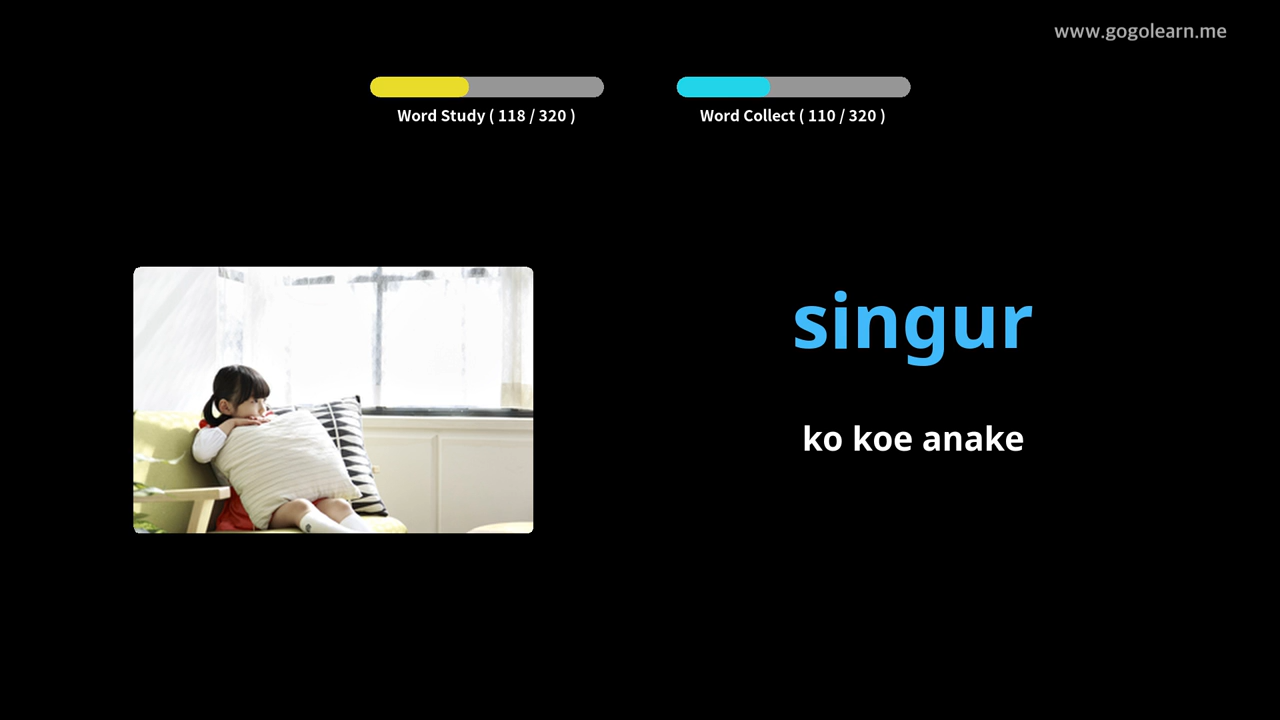 www.gogolearn.me
Word Study ( 118 / 320 )
Word Collect ( 110 / 320 )
singur
ko koe anake